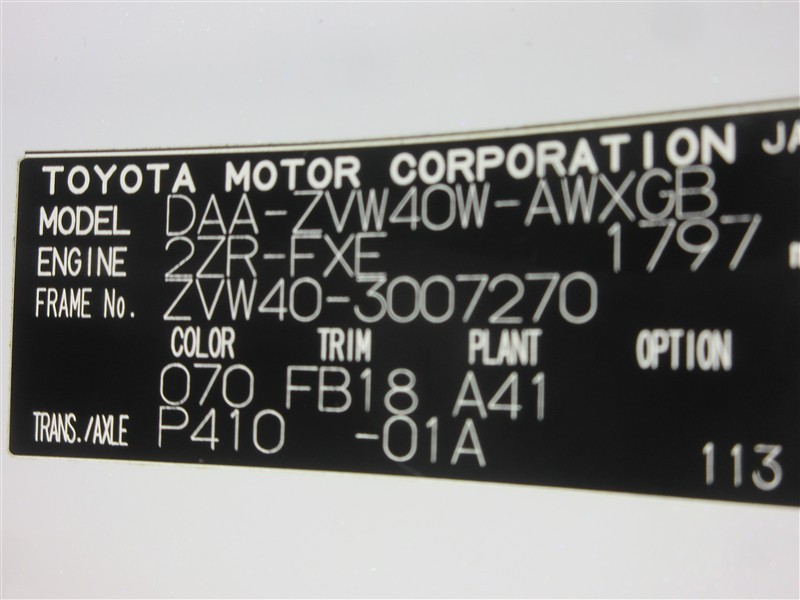 TOYOTA MOTOR CORPORATION JA
MODEL DAA-ZVW40W-AWXGB
ENGINE 2ZR-FXE 1797
FRAME No. ZVW40-3007270
COLOR TRIM PLANT OPTION
070 FB18 A41
TRANS./AXLE P410 -01A
113